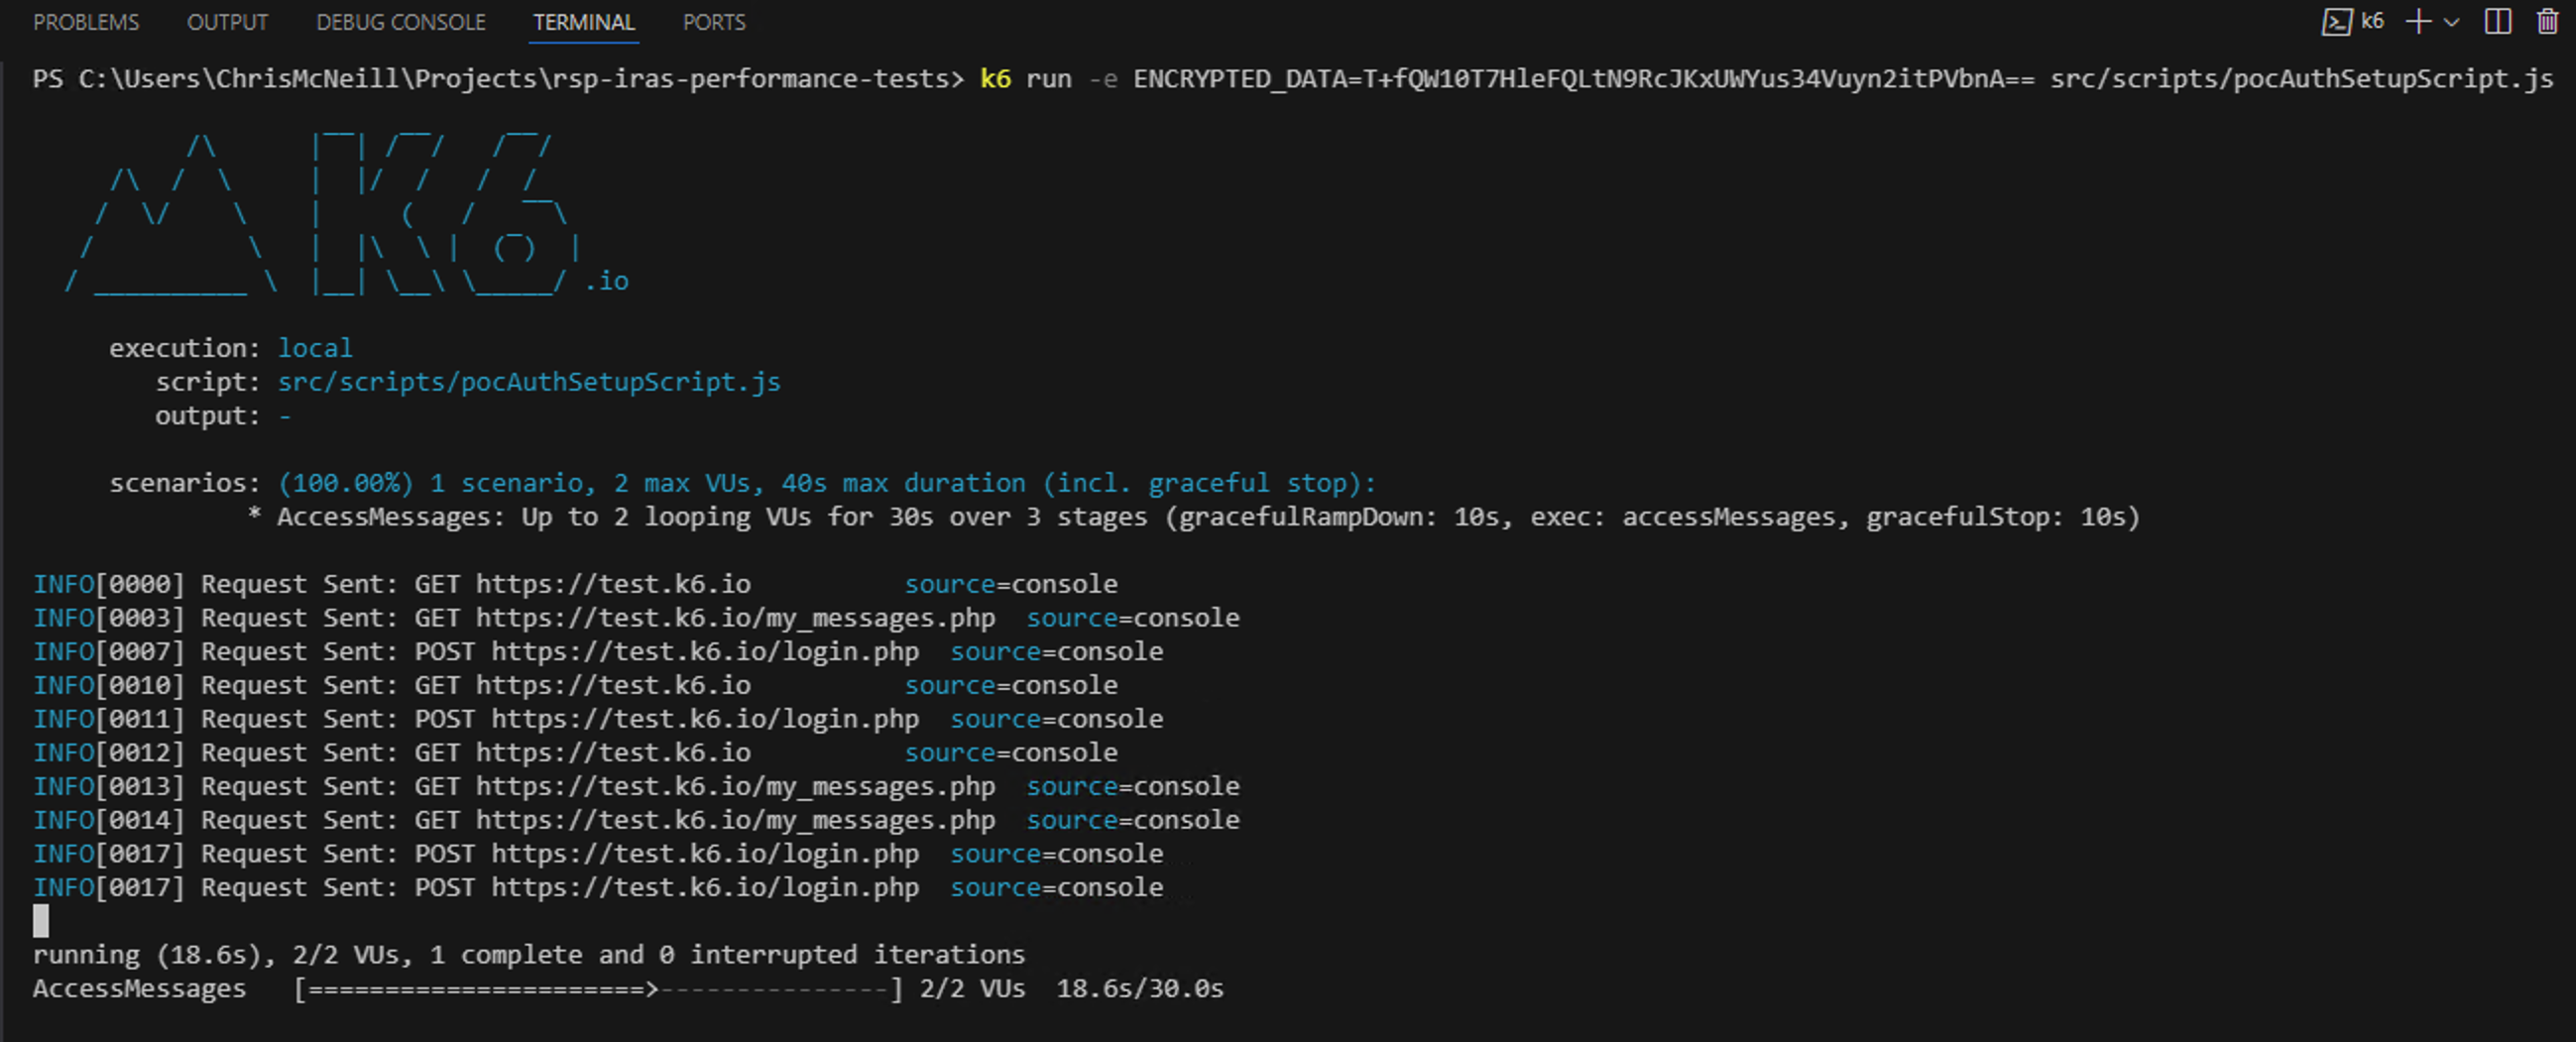 PROBLEMS OUTPUT DEBUG CONSOLE TERMINAL PORTS k6
PS C:\Users\ChrisMcNeill\Projects\rsp-iras-performance-tests> k6 run -e ENCRYPTED_DATA=T+fQW10T7HleFQLtN9RcJKxUWYus34Vuyn2itPVbnA== src/scripts/pocAuthSetupScript.js
.io
execution: local
script: src/scripts/pocAuthSetupScript.js
output: -
scenarios: (100.00%) 1 scenario, 2 max VUs, 40s max duration (incl. graceful stop):
* AccessMessages: Up to 2 looping VUs for 30s over 3 stages (gracefulRampDown: 10s, exec: accessMessages, gracefulStop: 10s)
INFO[0000] Request Sent: GET https://test.k6.io source=console
INFO[0003] Request Sent: GET https://test.k6.io/my_messages.php source=console
INFO[0007] Request Sent: POST https://test.k6.io/login.php source=console
INFO[0010] Request Sent: GET https://test.k6.io source=console
INFO[0011] Request Sent: POST https://test.k6.io/login.php source=console
INFO[0012] Request Sent: GET https://test.k6.io source=console
INFO[0013] Request Sent: GET https://test.k6.io/my_messages.php source=console
INFO[0014] Request Sent: GET https://test.k6.io/my_messages.php source=console
INFO[0017] Request Sent: POST https://test.k6.io/login.php source=console
INFO[0017] Request Sent: POST https://test.k6.io/login.php source=console
running (18.6s), 2/2 VUs, 1 complete and 0 interrupted iterations
AccessMessages [======================>---------------] 2/2 VUs 18.6s/30.0s